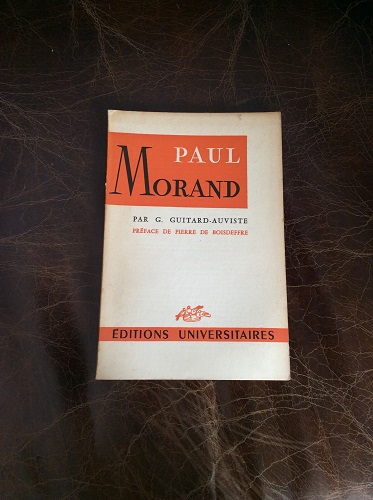 PAUL
MORAND
PAR G. GUITARD-AUVISTE
PRÉFACE DE PIERRE DE BOISDEFFRE
ÉDITIONS UNIVERSITAIRES